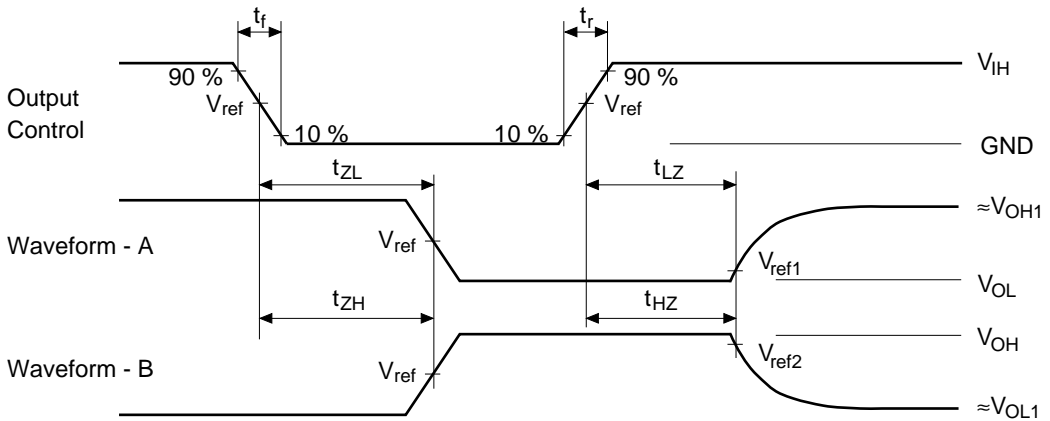 tf
tr
90 %
90 %
VIH
Output
Control
Vref
Vref
10 %
10 %
GND
tZL
tLZ
≈VOH1
Waveform - A
Vref
Vref1
VOL
tZH
tHZ
VOH
Waveform - B
Vref
Vref2
≈VOL1